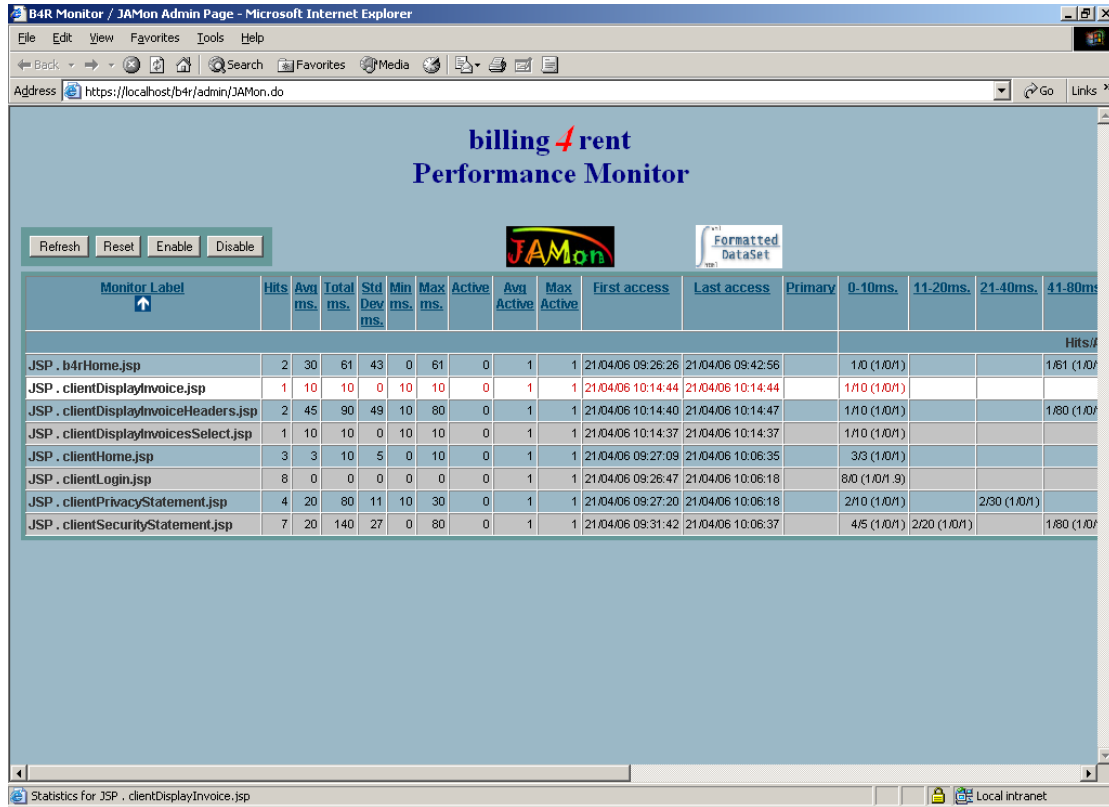 B4R Monitor / JAMon Admin Page - Microsoft Internet Explorer
File Edit View Favorites Tools Help
Back Search Favorites Media
Address https://localhost/b4r/admin/JAMon.do Go Links »
billing 4 rent
Performance Monitor
Refresh Reset Enable Disable JAMon Formatted DataSet
Monitor Label Hits Avg ms. Total ms. Std Dev ms. Min ms. Max ms. Active Avg Active Max Active First access Last access Primary 0-10ms. 11-20ms. 21-40ms. 41-80ms
Hits/A
JSP . b4rHome.jsp 2 30 61 43 0 61 0 1 1 21/04/06 09:26:26 21/04/06 09:42:56 1/0 (1/0/1) 1/61 (1/0/
JSP . clientDisplayInvoice.jsp 1 10 10 0 10 10 0 1 1 21/04/06 10:14:44 21/04/06 10:14:44 1/10 (1/0/1)
JSP . clientDisplayInvoiceHeaders.jsp 2 45 90 49 10 80 0 1 1 21/04/06 10:14:40 21/04/06 10:14:47 1/10 (1/0/1) 1/80 (1/0/
JSP . clientDisplayInvoicesSelect.jsp 1 10 10 0 10 10 0 1 1 21/04/06 10:14:37 21/04/06 10:14:37 1/10 (1/0/1)
JSP . clientHome.jsp 3 3 10 5 0 10 0 1 1 21/04/06 09:27:09 21/04/06 10:06:35 3/3 (1/0/1)
JSP . clientLogin.jsp 8 0 0 0 0 0 0 1 1 21/04/06 09:26:47 21/04/06 10:06:18 8/0 (1/0/1.9)
JSP . clientPrivacyStatement.jsp 4 20 80 11 10 30 0 1 1 21/04/06 09:27:20 21/04/06 10:06:18 2/10 (1/0/1) 2/30 (1/0/1)
JSP . clientSecurityStatement.jsp 7 20 140 27 0 80 0 1 1 21/04/06 09:31:42 21/04/06 10:06:37 4/5 (1/0/1) 2/20 (1/0/1) 1/80 (1/0/
Statistics for JSP . clientDisplayInvoice.jsp Local intranet